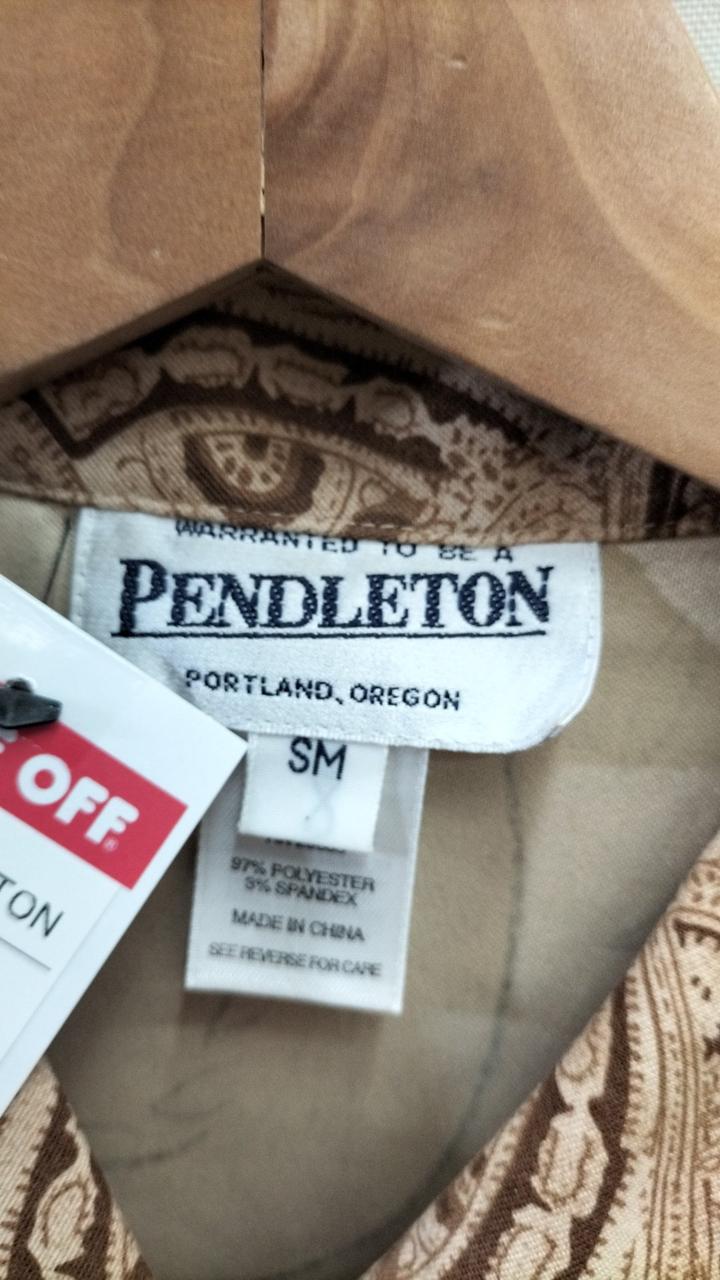 WARRANTED TO BE A
PENDLETON
PORTLAND, OREGON
SM
97% POLYESTER
3% SPANDEX
MADE IN CHINA
SEE REVERSE FOR CARE
OFF
TON